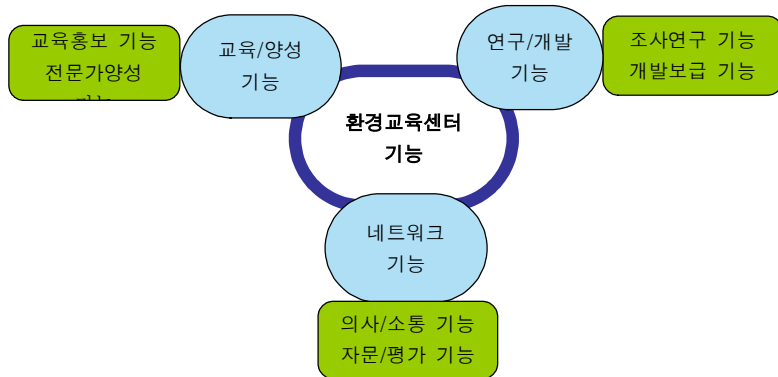 교육홍보 기능
전문가양성
교육/양성
기능
연구/개발
기능
조사연구 기능
개발보급 기능
환경교육센터
기능
네트워크
기능
의사/소통 기능
자문/평가 기능